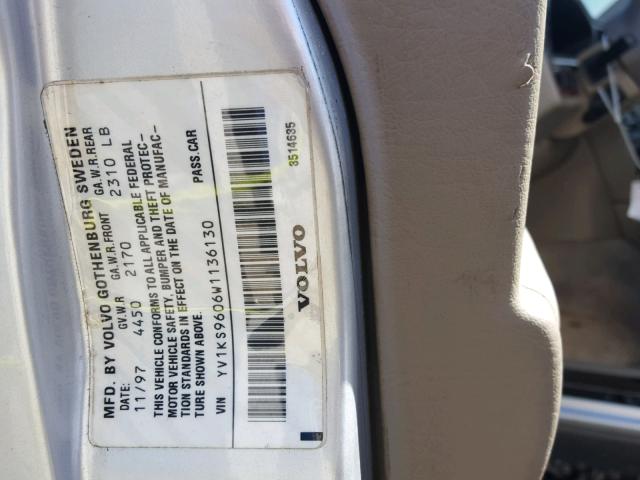 MFD. BY VOLVO GOTHENBURG SWEDEN
DATE: GV.W.R GA.W.R.FRONT GA.W.R.REAR
11/97 4450 2170 2310 LB
THIS VEHICLE CONFORMS TO ALL APPLICABLE FEDERAL
MOTOR VEHICLE SAFETY, BUMPER AND THEFT PROTEC-
TION STANDARDS IN EFFECT ON THE DATE OF MANUFAC-
TURE SHOWN ABOVE.
VIN YV1KS9606W1136130 PASS.CAR
3514635
VOLVO